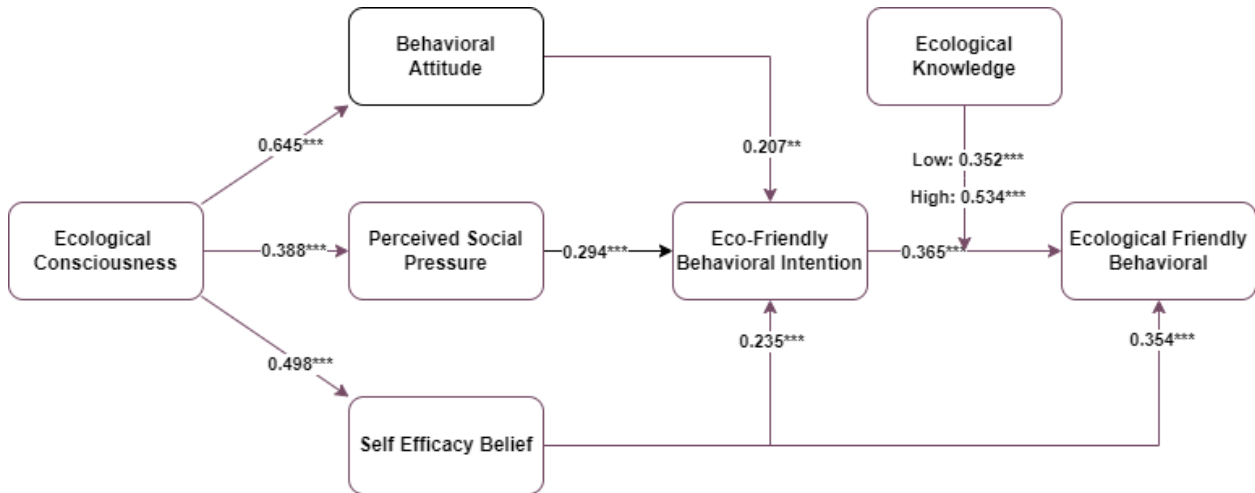 Behavioral
Attitude
Ecological
Knowledge
0.645***
0.207**
Low: 0.352***
High: 0.534***
Ecological
Consciousness
0.388***
Perceived Social
Pressure
0.294***
Eco-Friendly
Behavioral Intention
0.365***
Ecological Friendly
Behavioral
0.498***
0.235***
0.354***
Self Efficacy Belief